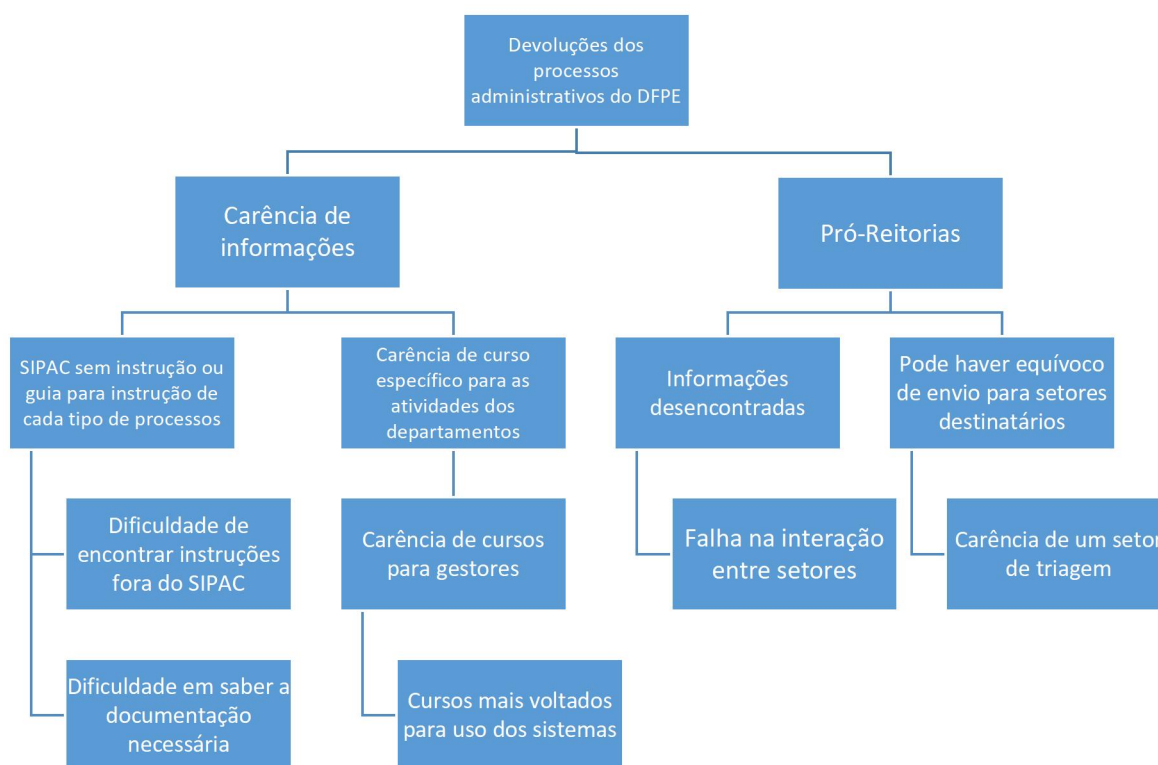 Devoluções dos
processos
administrativos do DFPE
Carência de
informações
Pró-Reitorias
SIPAC sem instrução ou
guia para instrução de
cada tipo de processos
Carência de curso
específico para as
atividades dos
departamentos
Informações
desencontradas
Pode haver equívoco
de envio para setores
destinatários
Dificuldade de
encontrar instruções
fora do SIPAC
Carência de cursos
para gestores
Falha na interação
entre setores
Carência de um setor
de triagem
Dificuldade em saber a
documentação
necessária
Cursos mais voltados
para uso dos sistemas